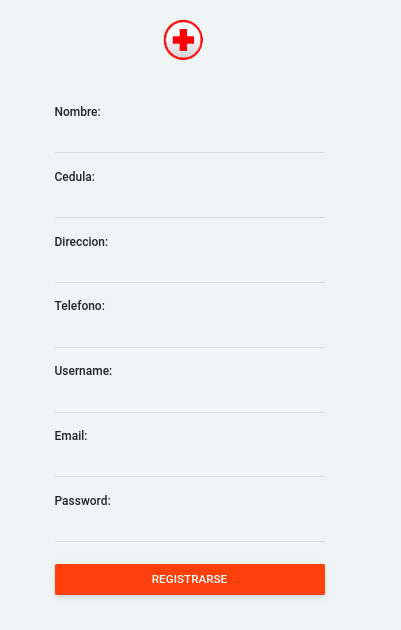 Nombre:
Cedula:
Direccion:
Telefono:
Username:
Email:
Password:
REGISTRARSE